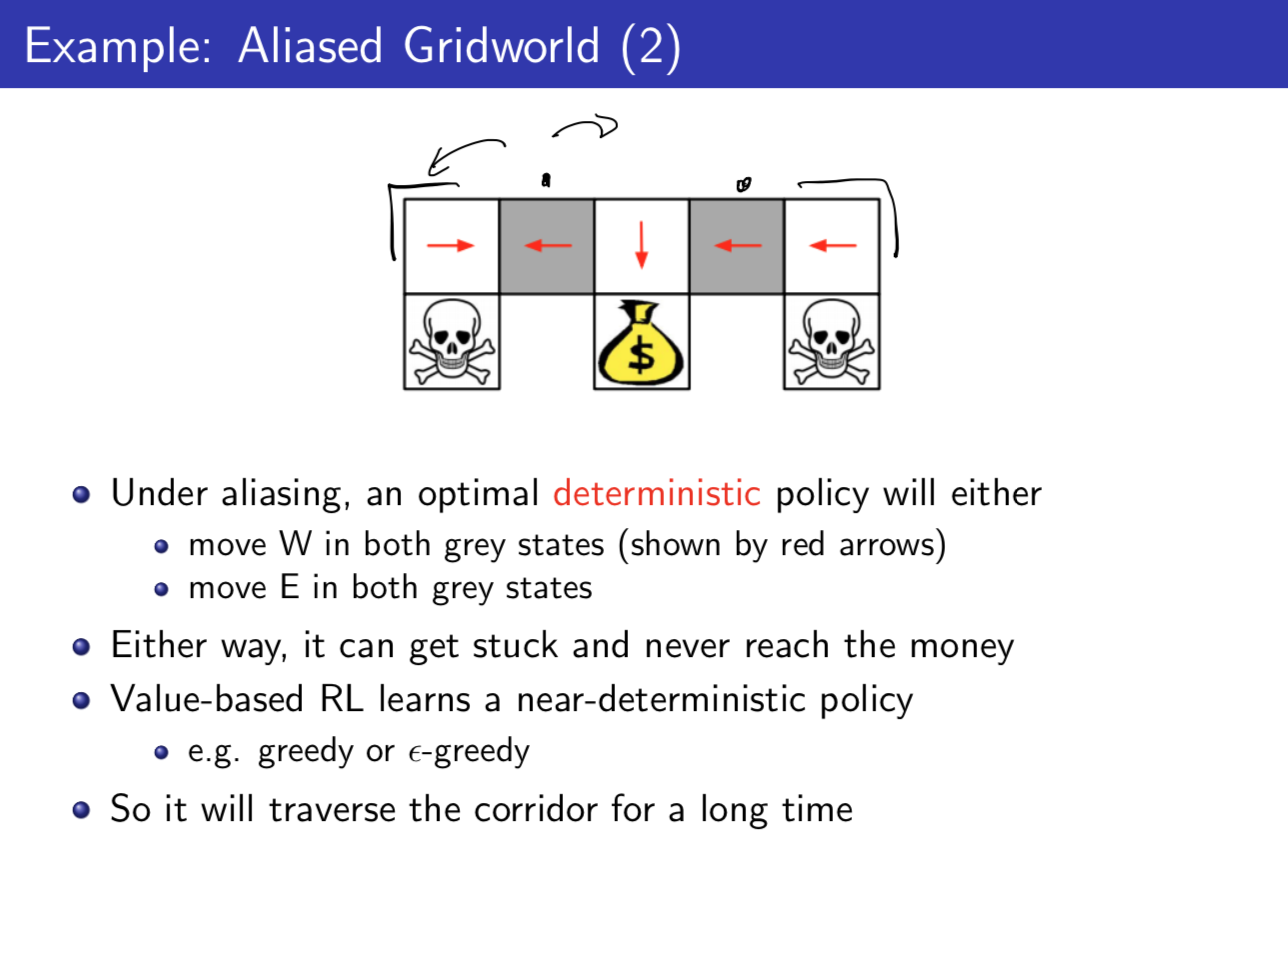 Example: Aliased Gridworld (2)
$
Under aliasing, an optimal deterministic policy will either
move W in both grey states (shown by red arrows)
move E in both grey states
Either way, it can get stuck and never reach the money
Value-based RL learns a near-deterministic policy
e.g. greedy or ϵ-greedy
So it will traverse the corridor for a long time